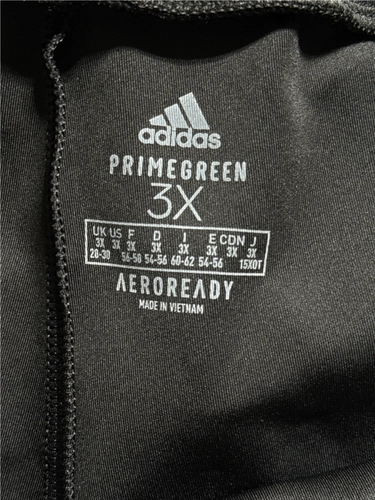 adidas
PRIMEGREEN
3X
UK US F D I E CDN J
3X 3X 3X 3X 3X 3X 3X 3X
28-30 56-58 54-56 60-62 54-56 15XOT
AEROREADY
MADE IN VIETNAM